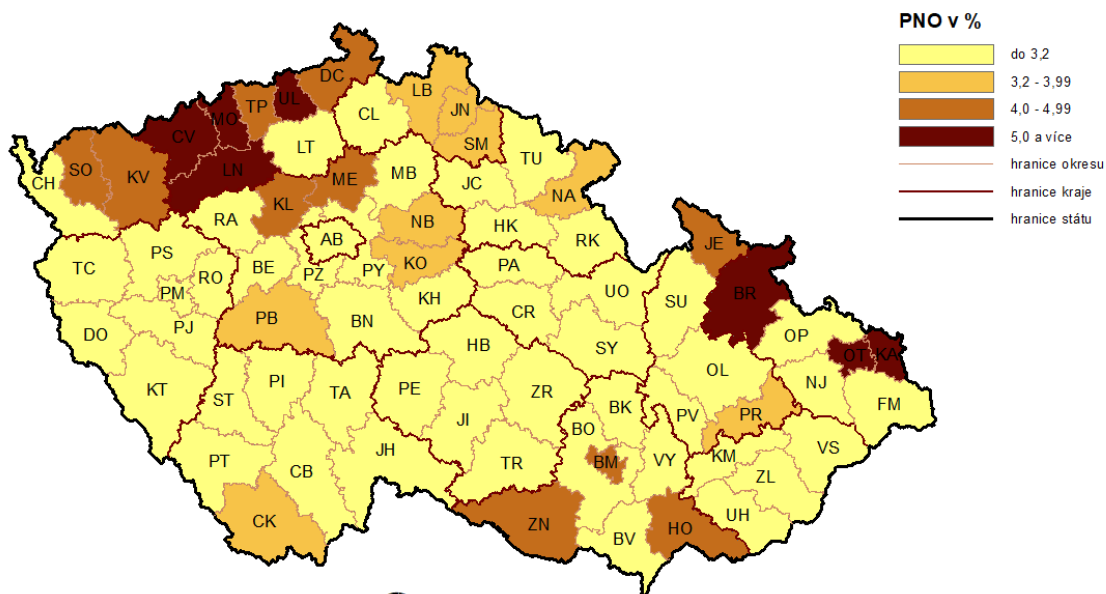 PNO v %
do 3,2
3,2 - 3,99
4,0 - 4,99
5,0 a více
hranice okresu
hranice kraje
hranice státu
DC
LB
UL
TP
JN
MO
CL
CV
SM
LT
TU
LN
SO
KV
CH
ME
MB
JC
NA
KL
RA
NB
HK
AB
RK
JE
PS
KO
TC
RO
BE
PZ
PY
PA
PM
KH
UO
SU
BR
PB
CR
DO
PJ
BN
OP
HB
SY
OT
KA
KT
PI
TA
PE
ZR
OL
NJ
ST
BK
FM
JI
PV
PR
BO
VS
PT
CB
JH
TR
BM
VY
KM
ZL
CK
ZN
HO
UH
BV